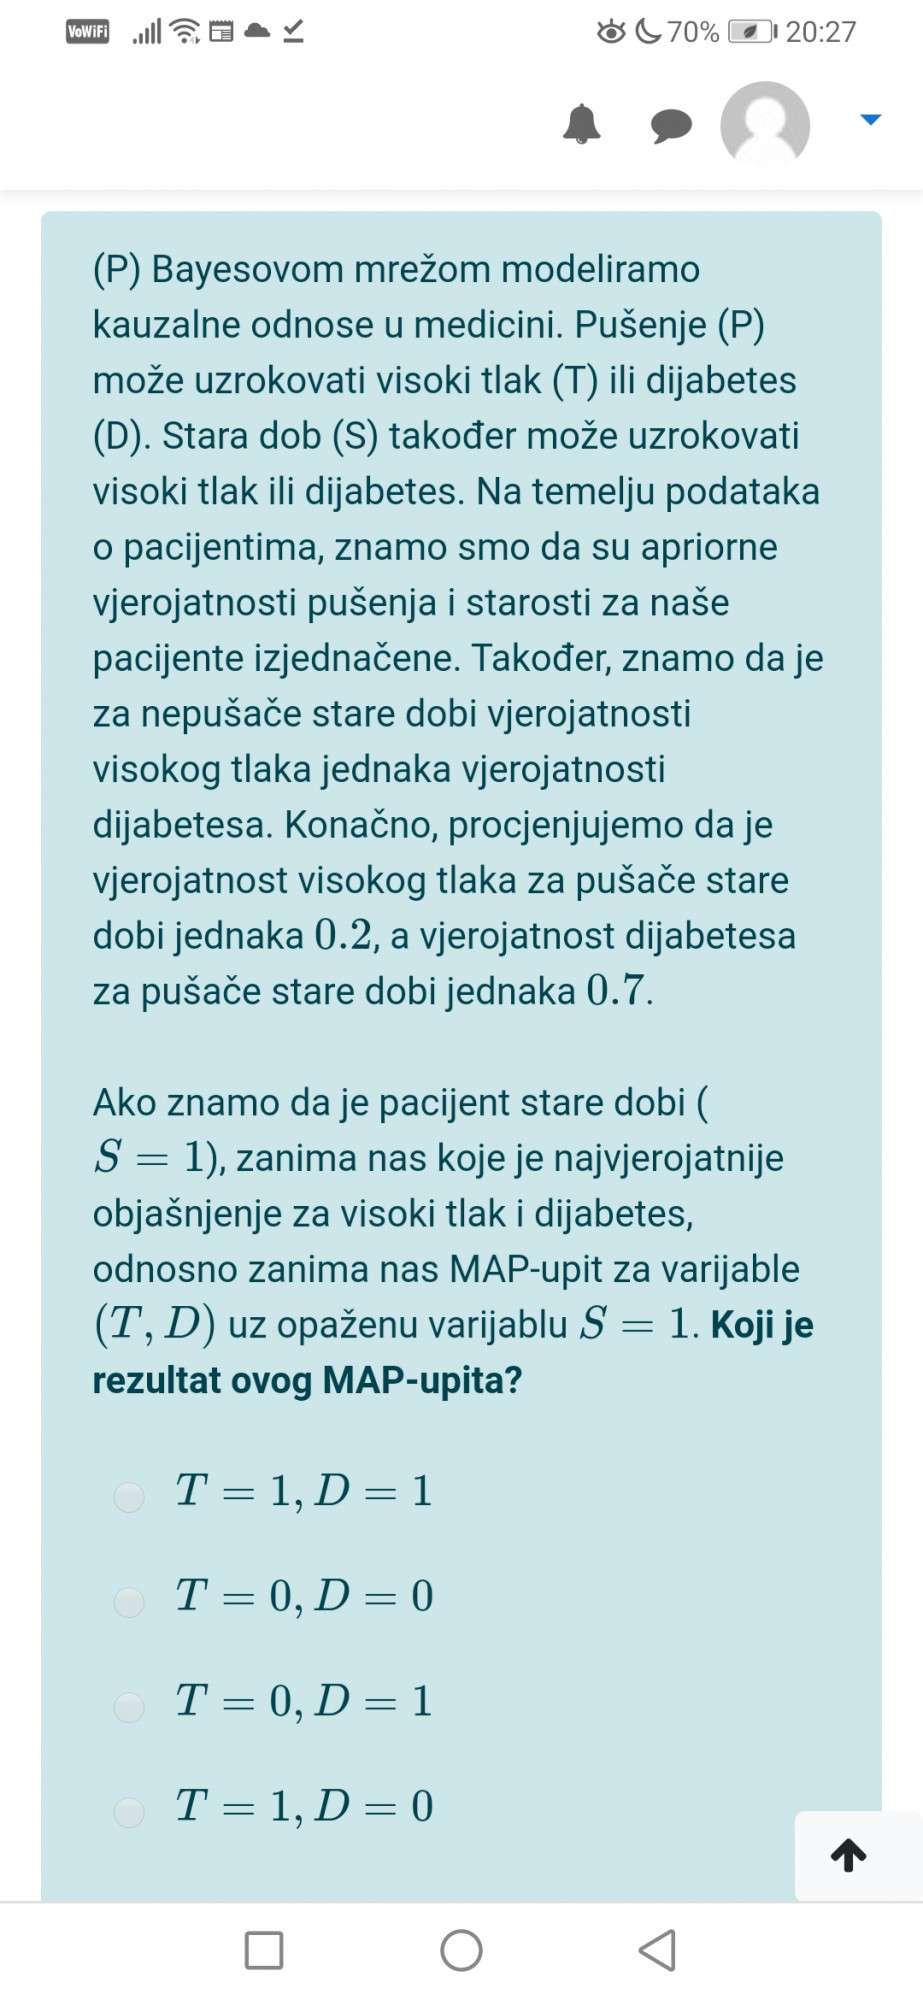 VoWiFi 70% 20:27
(P) Bayesovom mrežom modeliramo
kauzalne odnose u medicini. Pušenje (P)
može uzrokovati visoki tlak (T) ili dijabetes
(D). Stara dob (S) također može uzrokovati
visoki tlak ili dijabetes. Na temelju podataka
o pacijentima, znamo smo da su apriorne
vjerojatnosti pušenja i starosti za naše
pacijente izjednačene. Također, znamo da je
za nepušače stare dobi vjerojatnosti
visokog tlaka jednaka vjerojatnosti
dijabetesa. Konačno, procjenjujemo da je
vjerojatnost visokog tlaka za pušače stare
dobi jednaka 0.2, a vjerojatnost dijabetesa
za pušače stare dobi jednaka 0.7.
Ako znamo da je pacijent stare dobi (
S = 1), zanima nas koje je najvjerojatnije
objašnjenje za visoki tlak i dijabetes,
odnosno zanima nas MAP-upit za varijable
(T, D) uz opaženu varijablu S = 1. Koji je
rezultat ovog MAP-upita?
T = 1, D = 1
T = 0, D = 0
T = 0, D = 1
T = 1, D = 0